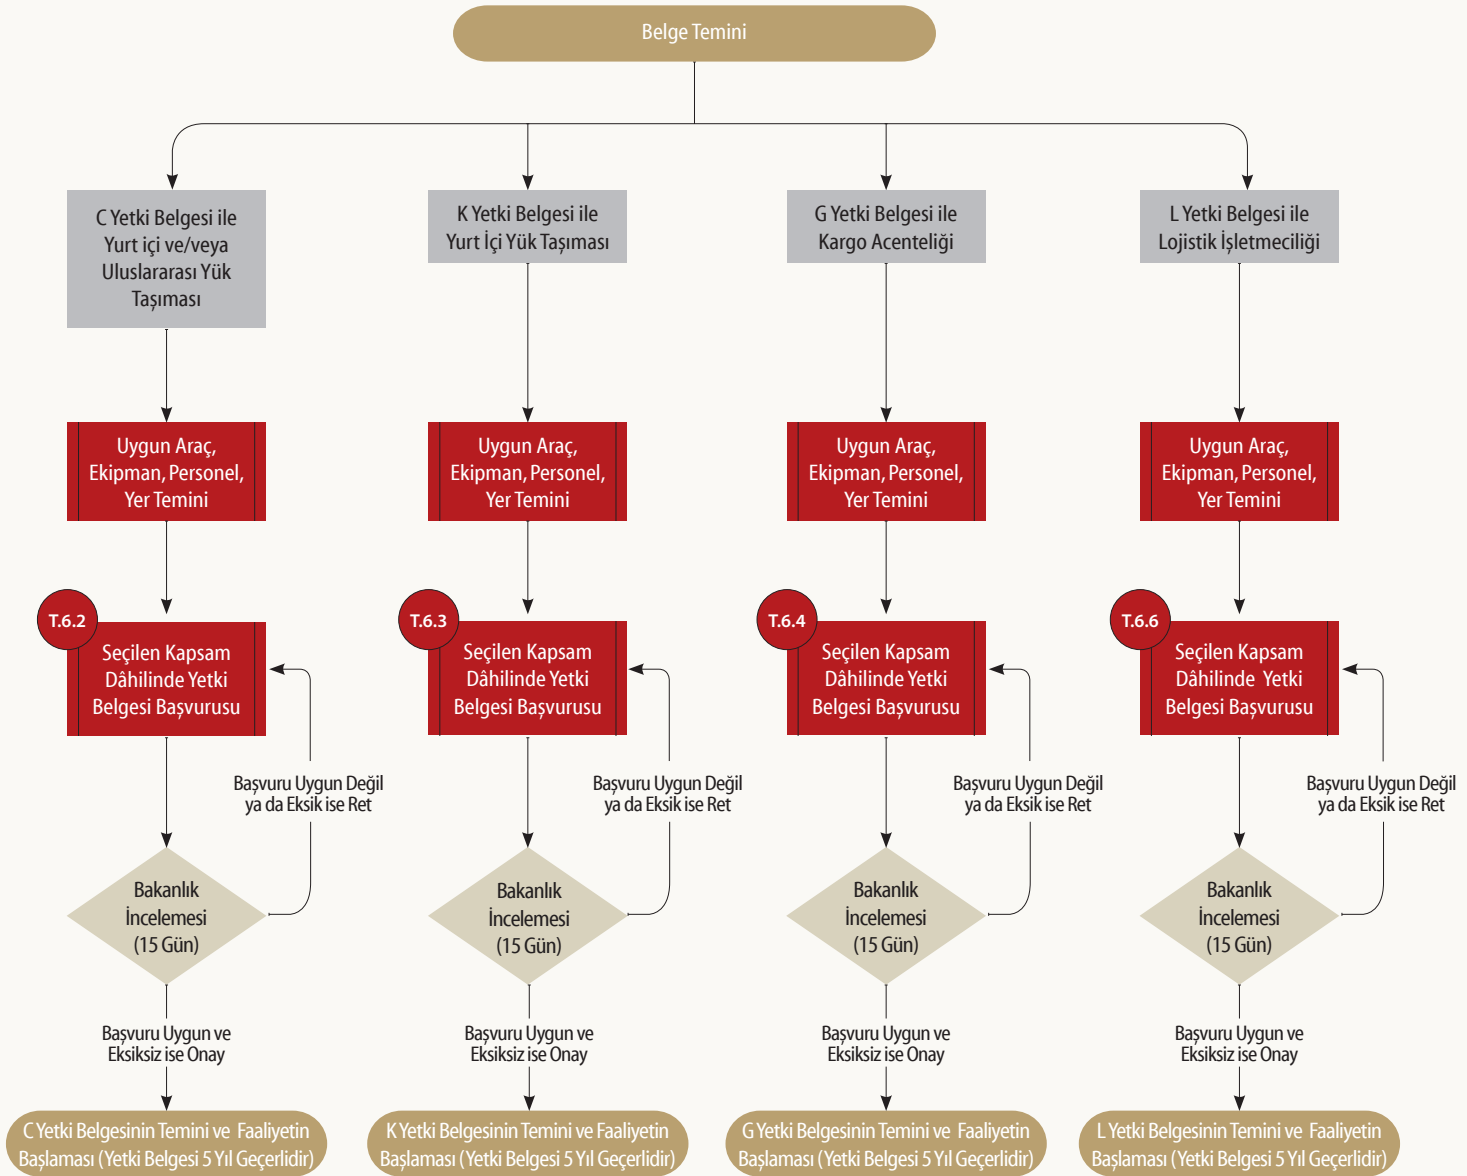 Belge Temini
C Yetki Belgesi ile
Yurt içi ve/veya
Uluslararası Yük
Taşıması
K Yetki Belgesi ile
Yurt İçi Yük Taşıması
G Yetki Belgesi ile
Kargo Acenteliği
L Yetki Belgesi ile
Lojistik İşletmeciliği
Uygun Araç,
Ekipman, Personel,
Yer Temini
Uygun Araç,
Ekipman, Personel,
Yer Temini
Uygun Araç,
Ekipman, Personel,
Yer Temini
Uygun Araç,
Ekipman, Personel,
Yer Temini
T.6.2
Seçilen Kapsam
Dâhilinde Yetki
Belgesi Başvurusu
T.6.3
Seçilen Kapsam
Dâhilinde Yetki
Belgesi Başvurusu
T.6.4
Seçilen Kapsam
Dâhilinde Yetki
Belgesi Başvurusu
T.6.6
Seçilen Kapsam
Dâhilinde Yetki
Belgesi Başvurusu
Başvuru Uygun Değil
ya da Eksik ise Ret
Başvuru Uygun Değil
ya da Eksik ise Ret
Başvuru Uygun Değil
ya da Eksik ise Ret
Başvuru Uygun Değil
ya da Eksik ise Ret
Bakanlık
İncelemesi
(15 Gün)
Bakanlık
İncelemesi
(15 Gün)
Bakanlık
İncelemesi
(15 Gün)
Bakanlık
İncelemesi
(15 Gün)
Başvuru Uygun ve
Eksiksiz ise Onay
Başvuru Uygun ve
Eksiksiz ise Onay
Başvuru Uygun ve
Eksiksiz ise Onay
Başvuru Uygun ve
Eksiksiz ise Onay
C Yetki Belgesinin Temini ve Faaliyetin
Başlaması (Yetki Belgesi 5 Yıl Geçerlidir)
K Yetki Belgesinin Temini ve Faaliyetin
Başlaması (Yetki Belgesi 5 Yıl Geçerlidir)
G Yetki Belgesinin Temini ve Faaliyetin
Başlaması (Yetki Belgesi 5 Yıl Geçerlidir)
L Yetki Belgesinin Temini ve Faaliyetin
Başlaması (Yetki Belgesi 5 Yıl Geçerlidir)